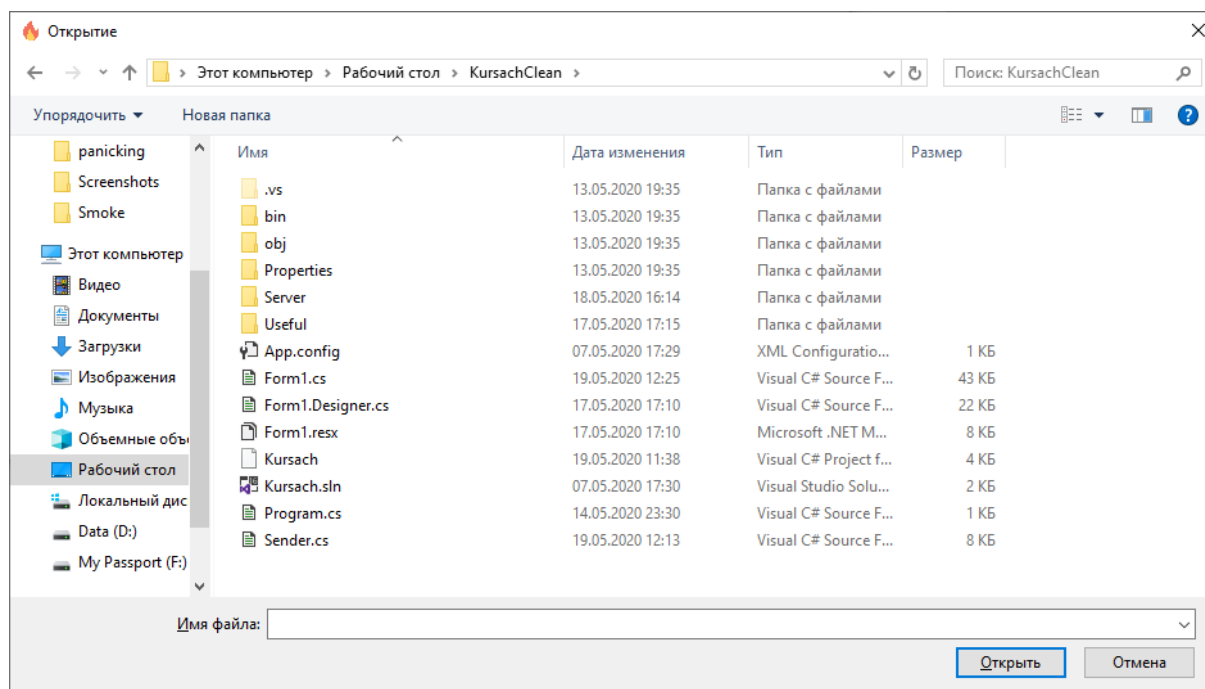 Открытие
Этот компьютер > Рабочий стол > KursachClean >
Поиск: KursachClean
Упорядочить Новая папка
?
panicking
Screenshots
Smoke
Этот компьютер
Видео
Документы
Загрузки
Изображения
Музыка
Объемные объ
Рабочий стол
Локальный дис
Data (D:)
My Passport (F:)
Имя Дата изменения Тип Размер
.vs 13.05.2020 19:35 Папка с файлами
bin 13.05.2020 19:35 Папка с файлами
obj 13.05.2020 19:35 Папка с файлами
Properties 13.05.2020 19:35 Папка с файлами
Server 18.05.2020 16:14 Папка с файлами
Useful 17.05.2020 17:15 Папка с файлами
App.config 07.05.2020 17:29 XML Configuratio... 1 КБ
Form1.cs 19.05.2020 12:25 Visual C# Source F... 43 КБ
Form1.Designer.cs 17.05.2020 17:10 Visual C# Source F... 22 КБ
Form1.resx 17.05.2020 17:10 Microsoft .NET M... 8 КБ
Kursach 19.05.2020 11:38 Visual C# Project f... 4 КБ
Kursach.sln 07.05.2020 17:30 Visual Studio Solu... 2 КБ
Program.cs 14.05.2020 23:30 Visual C# Source F... 1 КБ
Sender.cs 19.05.2020 12:13 Visual C# Source F... 8 КБ
Имя файла:
Открыть Отмена